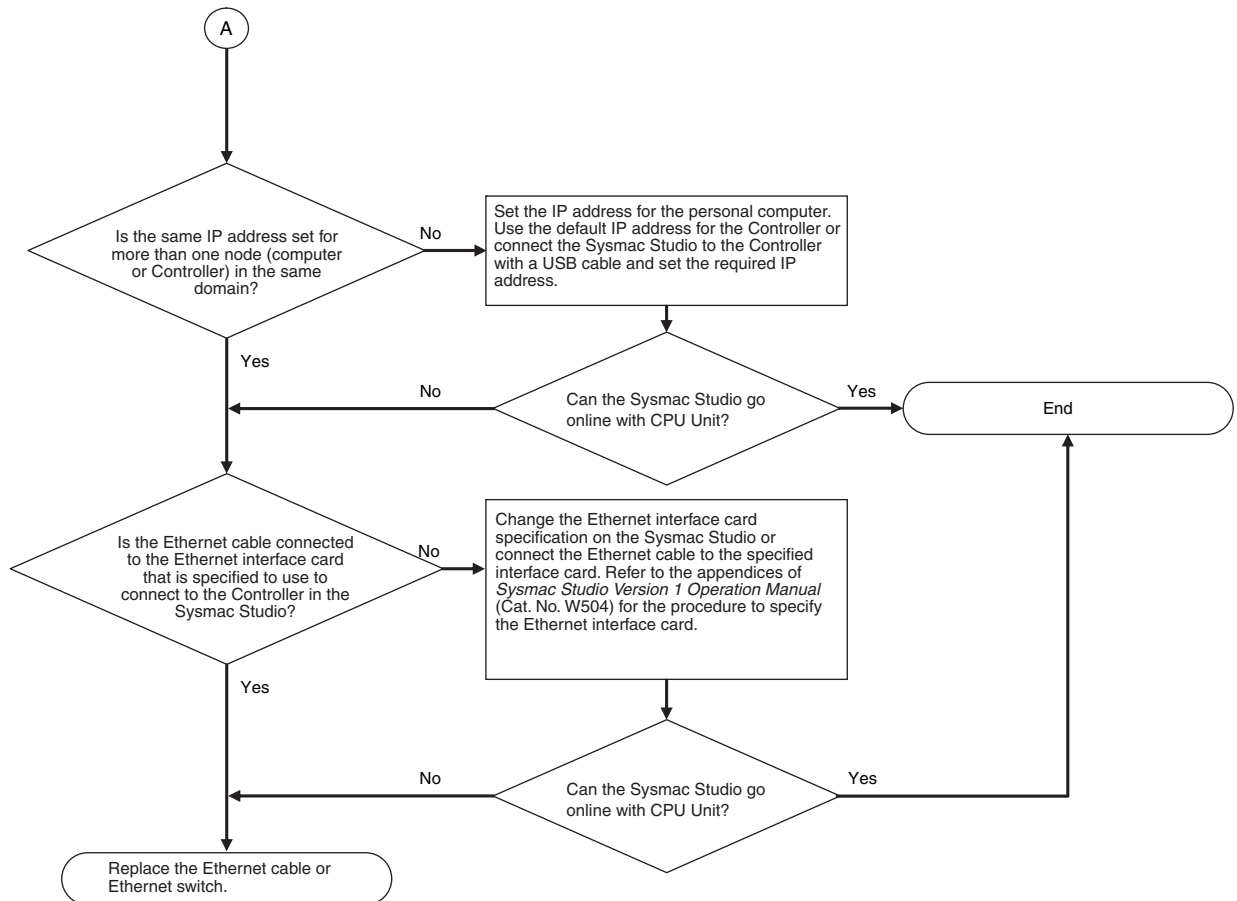 A
Is the same IP address set for
more than one node (computer
or Controller) in the same
domain?
No
Set the IP address for the personal computer.
Use the default IP address for the Controller or
connect the Sysmac Studio to the Controller
with a USB cable and set the required IP
address.
Yes
No
Can the Sysmac Studio go
online with CPU Unit?
Yes
End
Is the Ethernet cable connected
to the Ethernet interface card
that is specified to use to
connect to the Controller in the
Sysmac Studio?
No
Change the Ethernet interface card
specification on the Sysmac Studio or
connect the Ethernet cable to the specified
interface card. Refer to the appendices of
Sysmac Studio Version 1 Operation Manual
(Cat. No. W504) for the procedure to specify
the Ethernet interface card.
Yes
No
Can the Sysmac Studio go
online with CPU Unit?
Yes
Replace the Ethernet cable or
Ethernet switch.